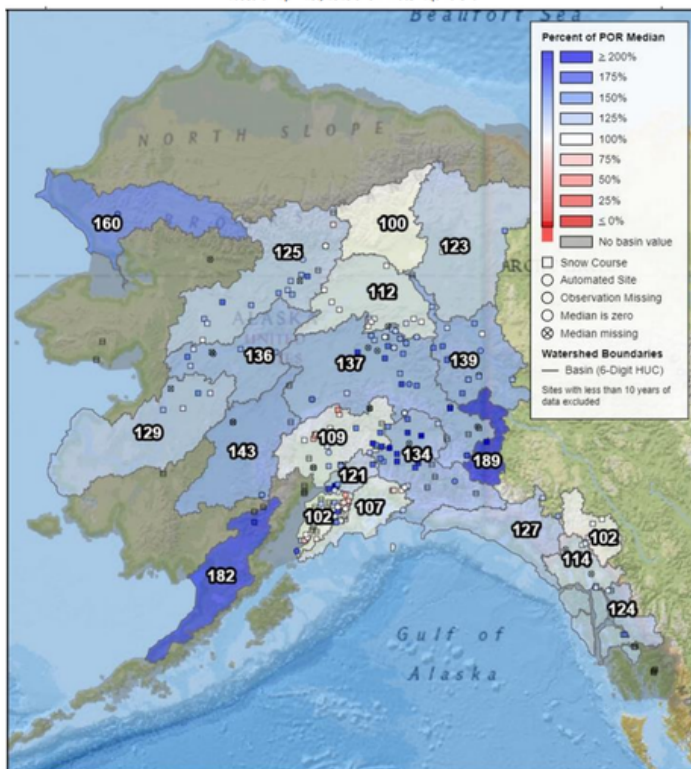 Beaufort Sea
Percent of POR Median
≥ 200%
175%
150%
125%
100%
75%
50%
25%
≤ 0%
No basin value
Snow Course
Automated Site
Observation Missing
Median is zero
Median missing
Watershed Boundaries
Basin (6-Digit HUC)
Sites with less than 10 years of
data excluded
NORTH SLOPE
160
100
125
123
112
136
137
139
129
143
109
134
189
121
102
107
127
102
114
182
124
Gulf of
Alaska